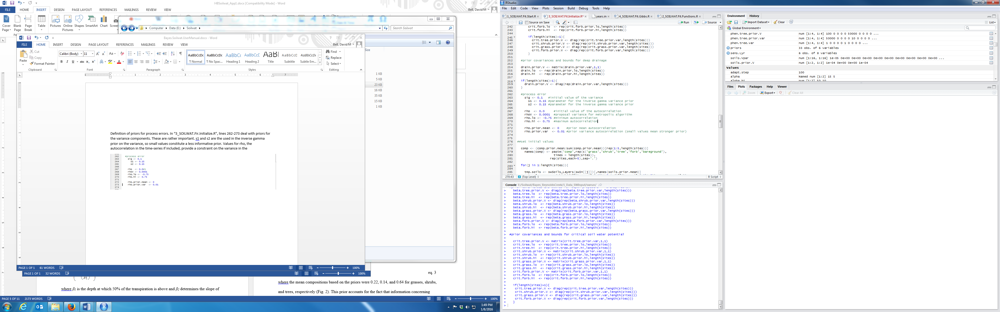 HBSoilwat_App1.docx [Compatibility Mode] - Word
FILE HOME INSERT DESIGN PAGE LAYOUT REFERENCES MAILINGS REVIEW VIEW
Bell, David M
Cover Page
Blank Page
Page Break
Table
Pictures
Online Pictures
Shapes
SmartArt
Chart
Computer Data (E:) Soilwat
Search Soilwat
Size
1 KB
5 KB
23 KB
16 KB
35 KB
15 KB
1 KB
Bayes.Soilwat.UserManual.docx - Word
FILE HOME INSERT DESIGN PAGE LAYOUT REFERENCES MAILINGS REVIEW VIEW
Bell, David M
Paste
Cut
Copy
Format Painter
Clipboard
Calibri (Body) 11
Font
Paragraph
AaBbCcDc AaBbCcDc AaBbCc AaBbCcD AaBl AaBbCcD AaBbCcDc
¶ Normal ¶ No Spac... Heading 1 Heading 2 Title Subtitle Subtle Em...
Styles
Find
Replace
Select
Editing
Definition of priors for process errors. In “3_SOILWAT.Fir.Initialize.R”, lines 262-273 deal with priors for
the variance components. These are rather important. s1 and s2 are the used in the inverse gamma
prior on the variance, so small values constitute a less informative prior. Values for rho, the
autocorrelation in the time-series if included, provide a constraint on the variance in the
262 #process error
263 sig <- 0.1
264 s1 <- 0.15
265 s2 <- 0.15
266
267 rho <- 0.0#1
268 rhoV <- 0.0001
269 rho.lo <- -0.75
270 rho.hi <- 0.75
271
272 rho.prior.mean <- 0
273 rho.prior.var <- 0.01
274
PAGE 1 OF 1 61 WORDS 100%
PAGE 1 OF 1 32 WORDS 100%
where β1 is the depth at which 50% of the transpiration is above and β2 determines the slope of
eq. 3
where the mean compositions based on the priors were 0.22, 0.14, and 0.64 for grasses, shrubs,
and trees, respectively (Fig. 2). This prior accounts for the fact that information concerning
PAGE 5 OF 11 2173 WORDS 100%
1:49 PM
1/8/2016
RStudio
File Edit Code View Plots Session Build Debug Tools Help
1_SOILWAT.Fit.Start.R 3_SOILWAT.Fit.Initialize.R* years.in 4_SOILWAT.Fit.Gibbs.R 2_SOILWAT.Fit.Functions.R
Source on Save Run Source
242 crit.forb.lo <- rep(crit.forb.prior.lo,length(sites))
243 crit.forb.hi <- rep(crit.forb.prior.hi,length(sites))
244
245 if(length(sites)>1){
246 crit.tree.prior.V <- diag(rep(crit.tree.prior.var,length(sites)))
247 crit.shrub.prior.V <- diag(rep(crit.shrub.prior.var,length(sites)))
248 crit.grass.prior.V <- diag(rep(crit.grass.prior.var,length(sites)))
249 crit.forb.prior.V <- diag(rep(crit.forb.prior.var,length(sites)))
250 }
251
252 #prior covariances and bounds for deep drainage
253
254 drain.prior.V <- matrix(drain.prior.var,1,1)
255 drain.lo <- rep(drain.prior.lo,length(sites))
256 drain.hi <- rep(drain.prior.hi,length(sites))
257
258 if(length(sites)>1){
259 drain.prior.V <- diag(rep(drain.prior.var,length(sites)))
260 }
261
262 #process error
263 sig <- 0.1 #initial value of the variance
264 s1 <- 0.15 #parameter for the inverse gamma variance prior
265 s2 <- 0.15 #parameter for the inverse gamma variance prior
266
267 rho <- 0.0 #initial value of the autocorrelation
268 rhoV <- 0.0001 #proposal variance for metropolis algorithm
269 rho.lo <- -0.75 #minimum autocorrelation
270 rho.hi <- 0.75 #maximum autocorrelation
271
272 rho.prior.mean <- 0 #prior mean autocorrelation
273 rho.prior.var <- 0.01 #prior variance autocorrelation (small values mean stronger prior)
274
275
276 ##set initial values
277
278 comp <- (comp.prior.mean/sum(comp.prior.mean))[rep(1:5,length(sites))]
279 names(comp) <- paste('comp',rep(c('grass','shrub','tree','forb','bareground'),
280 times = length(sites)),
281 rep(sites,each=5),sep='.')
282
283 for(j in 1:length(sites)){
284
285 tmp.soils <- swSoils_Layers(swIn[[j]])[,names(soils.prior.mean)]
270:43 (Top Level) R Script
Console E:/Soilwat/Bayes_ReynoldsCreek/1_Data_SWInput/swrun/
> beta.tree.prior.V <- diag(rep(beta.tree.prior.var,length(sites)))
> beta.tree.lo <- rep(beta.tree.prior.lo,length(sites))
> beta.tree.hi <- rep(beta.tree.prior.hi,length(sites))
> beta.shrub.prior.V <- diag(rep(beta.shrub.prior.var,length(sites)))
> beta.shrub.lo <- rep(beta.shrub.prior.lo,length(sites))
> beta.shrub.hi <- rep(beta.shrub.prior.hi,length(sites))
> beta.grass.prior.V <- diag(rep(beta.grass.prior.var,length(sites)))
> beta.grass.lo <- rep(beta.grass.prior.lo,length(sites))
> beta.grass.hi <- rep(beta.grass.prior.hi,length(sites))
> beta.forb.prior.V <- diag(rep(beta.forb.prior.var,length(sites)))
> beta.forb.lo <- rep(beta.forb.prior.lo,length(sites))
> beta.forb.hi <- rep(beta.forb.prior.hi,length(sites))
>
> #prior covariances and bounds for critical soil water potential
>
> crit.tree.prior.V <- matrix(crit.tree.prior.var,1,1)
> crit.tree.lo <- rep(crit.tree.prior.lo,length(sites))
> crit.tree.hi <- rep(crit.tree.prior.hi,length(sites))
> crit.shrub.prior.V <- matrix(crit.shrub.prior.var,1,1)
> crit.shrub.lo <- rep(crit.shrub.prior.lo,length(sites))
> crit.shrub.hi <- rep(crit.shrub.prior.hi,length(sites))
> crit.grass.prior.V <- matrix(crit.grass.prior.var,1,1)
> crit.grass.lo <- rep(crit.grass.prior.lo,length(sites))
> crit.grass.hi <- rep(crit.grass.prior.hi,length(sites))
> crit.forb.prior.V <- matrix(crit.forb.prior.var,1,1)
> crit.forb.lo <- rep(crit.forb.prior.lo,length(sites))
> crit.forb.hi <- rep(crit.forb.prior.hi,length(sites))
>
> if(length(sites)>1){
+ crit.tree.prior.V <- diag(rep(crit.tree.prior.var,length(sites)))
+ crit.shrub.prior.V <- diag(rep(crit.shrub.prior.var,length(sites)))
+ crit.grass.prior.V <- diag(rep(crit.grass.prior.var,length(sites)))
+ crit.forb.prior.V <- diag(rep(crit.forb.prior.var,length(sites)))
+ }
>
Environment History
Import Dataset Clear List
Global Environment
phen.tree.prior.V num [1:4, 1:4] 100 0 0 0 0 50000 0 0 0 0 ...
phen.tree.prior.var num [1:4, 1:4] 50000 0 0 0 0 10 0 0 0 0 ...
phen.tree.var num [1:4, 1:4] 1 0 0 0 0 1 0 0 0 0 ...
priors 33 obs. of 6 variables
sens.Lyr 6 obs. of 8 variables
soils.vpar num [1:16, 1:16] 1e-05 0e+00 0e+00 0e+00 0e+00 0e+00 0e+00 0e+00 0e+00 0e+00 ...
soils.prior.V num [1:2, 1:2] 1e-04 0e+00 0e+00 1e-04
Values
adapt.step 100
alpha Named num [1:2] 15 5
alpha.hi num [1:2] 50 10
Files Plots Packages Help Viewer
Zoom Export Clear All